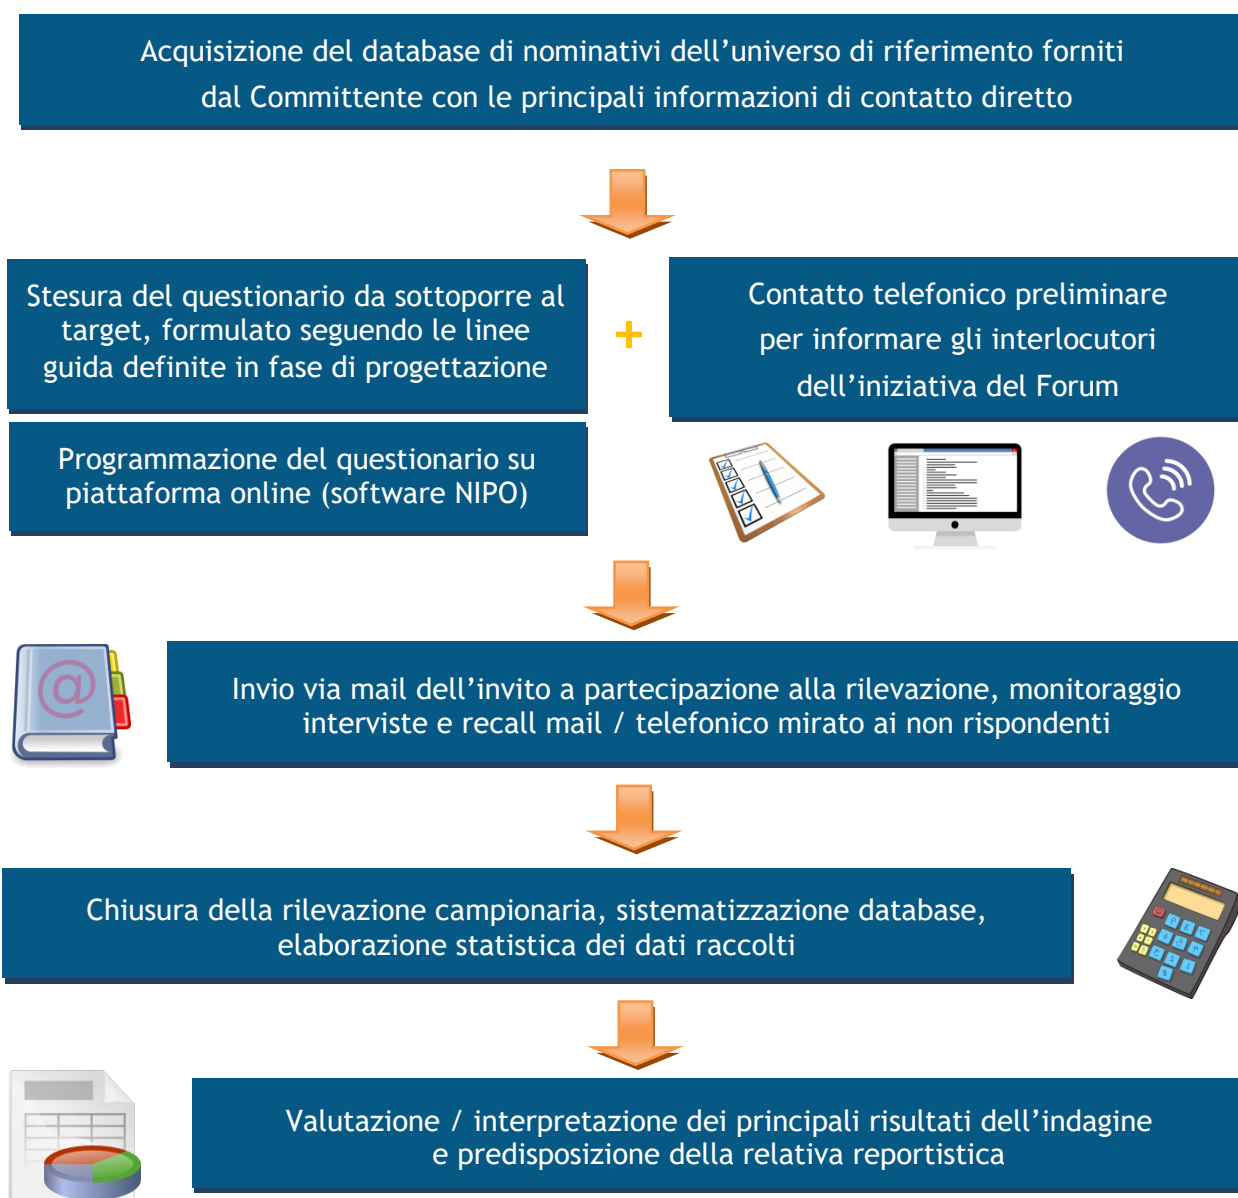 Acquisizione del database di nominativi dell’universo di riferimento forniti
dal Committente con le principali informazioni di contatto diretto
Stesura del questionario da sottoporre al
target, formulato seguendo le linee
guida definite in fase di progettazione
+
Contatto telefonico preliminare
per informare gli interlocutori
dell’iniziativa del Forum
Programmazione del questionario su
piattaforma online (software NIPO)
@
Invio via mail dell’invito a partecipazione alla rilevazione, monitoraggio
interviste e recall mail / telefonico mirato ai non rispondenti
Chiusura della rilevazione campionaria, sistematizzazione database,
elaborazione statistica dei dati raccolti
Valutazione / interpretazione dei principali risultati dell’indagine
e predisposizione della relativa reportistica